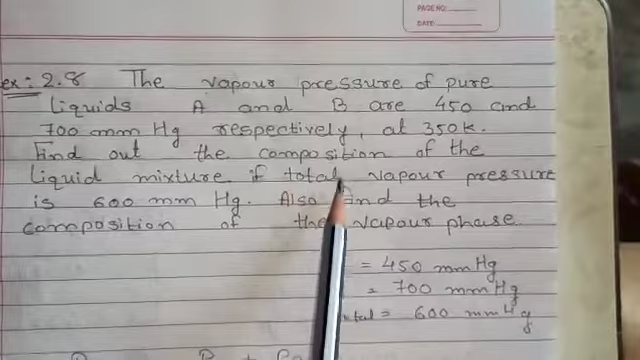 PAGE NO:
DATE:
ex:- 2.8 The vapour pressure of pure
liquids A and B are 450 and
700 mm Hg respectively, at 350K.
Find out the composition of the
liquid mixture if total vapour pressure
is 600 mm Hg. Also find the
composition of the vapour phase
= 450 mm Hg
= 700 mm Hg
total = 600 mm Hg